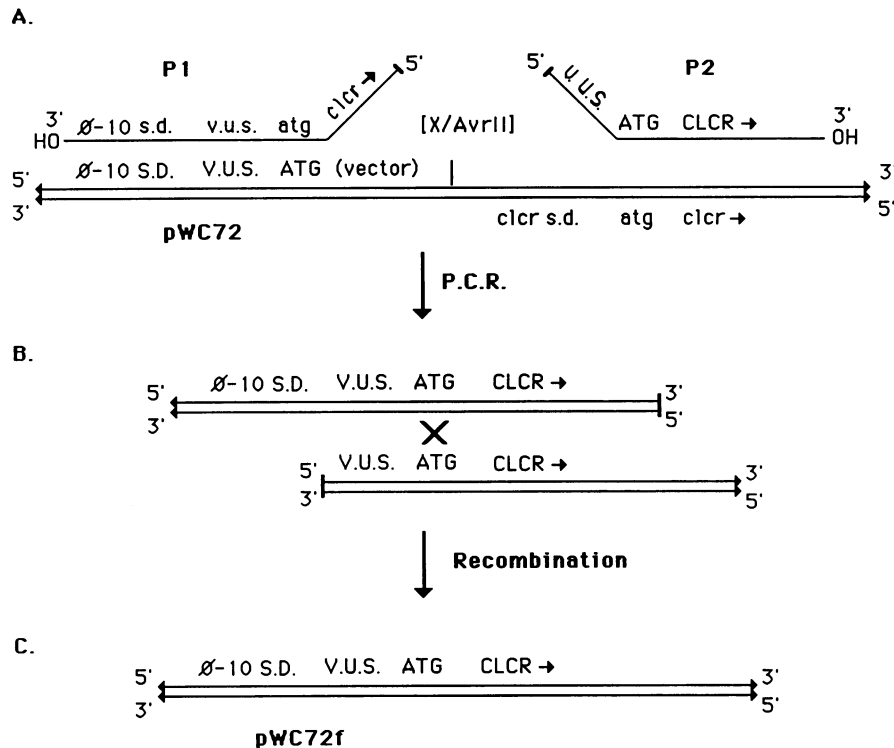 A.
P1
5'
5'
P2
clcr→
U.U.S.
3'
HO
Ø-10 s.d. v.u.s. atg
[X/AvrII]
ATG CLCR→
3'
OH
5'
Ø-10 S.D. V.U.S. ATG (vector)
3'
3'
5'
pWC72
clcr s.d. atg clcr→
P.C.R.
B.
5'
Ø-10 S.D. V.U.S. ATG CLCR→
3'
3'
5'
5'
V.U.S. ATG CLCR→
3'
3'
5'
Recombination
C.
5'
Ø-10 S.D. V.U.S. ATG CLCR→
3'
3'
5'
pWC72f